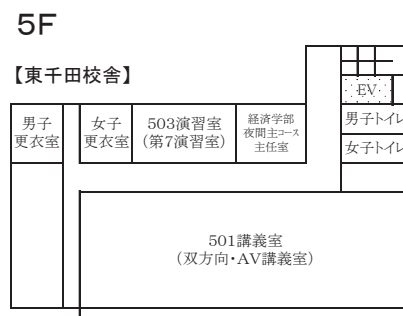 5F
【東千田校舎】
EV
男子
更衣室
女子
更衣室
503演習室
(第7演習室)
経済学部
夜間主コース
主任室
男子トイレ
女子トイレ
501講義室
(双方向・AV講義室)